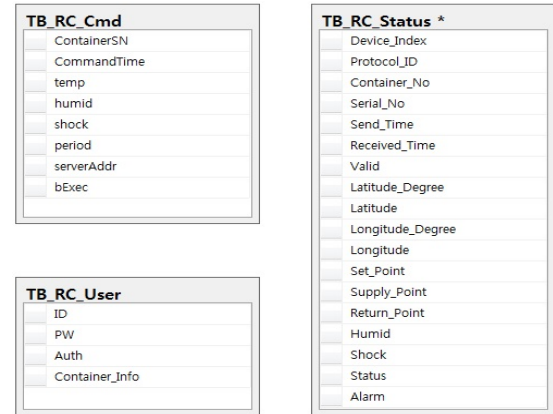 TB_RC_Cmd
ContainerSN
CommandTime
temp
humid
shock
period
serverAddr
bExec
TB_RC_User
ID
PW
Auth
Container_Info
TB_RC_Status *
Device_Index
Protocol_ID
Container_No
Serial_No
Send_Time
Received_Time
Valid
Latitude_Degree
Latitude
Longitude_Degree
Longitude
Set_Point
Supply_Point
Return_Point
Humid
Shock
Status
Alarm